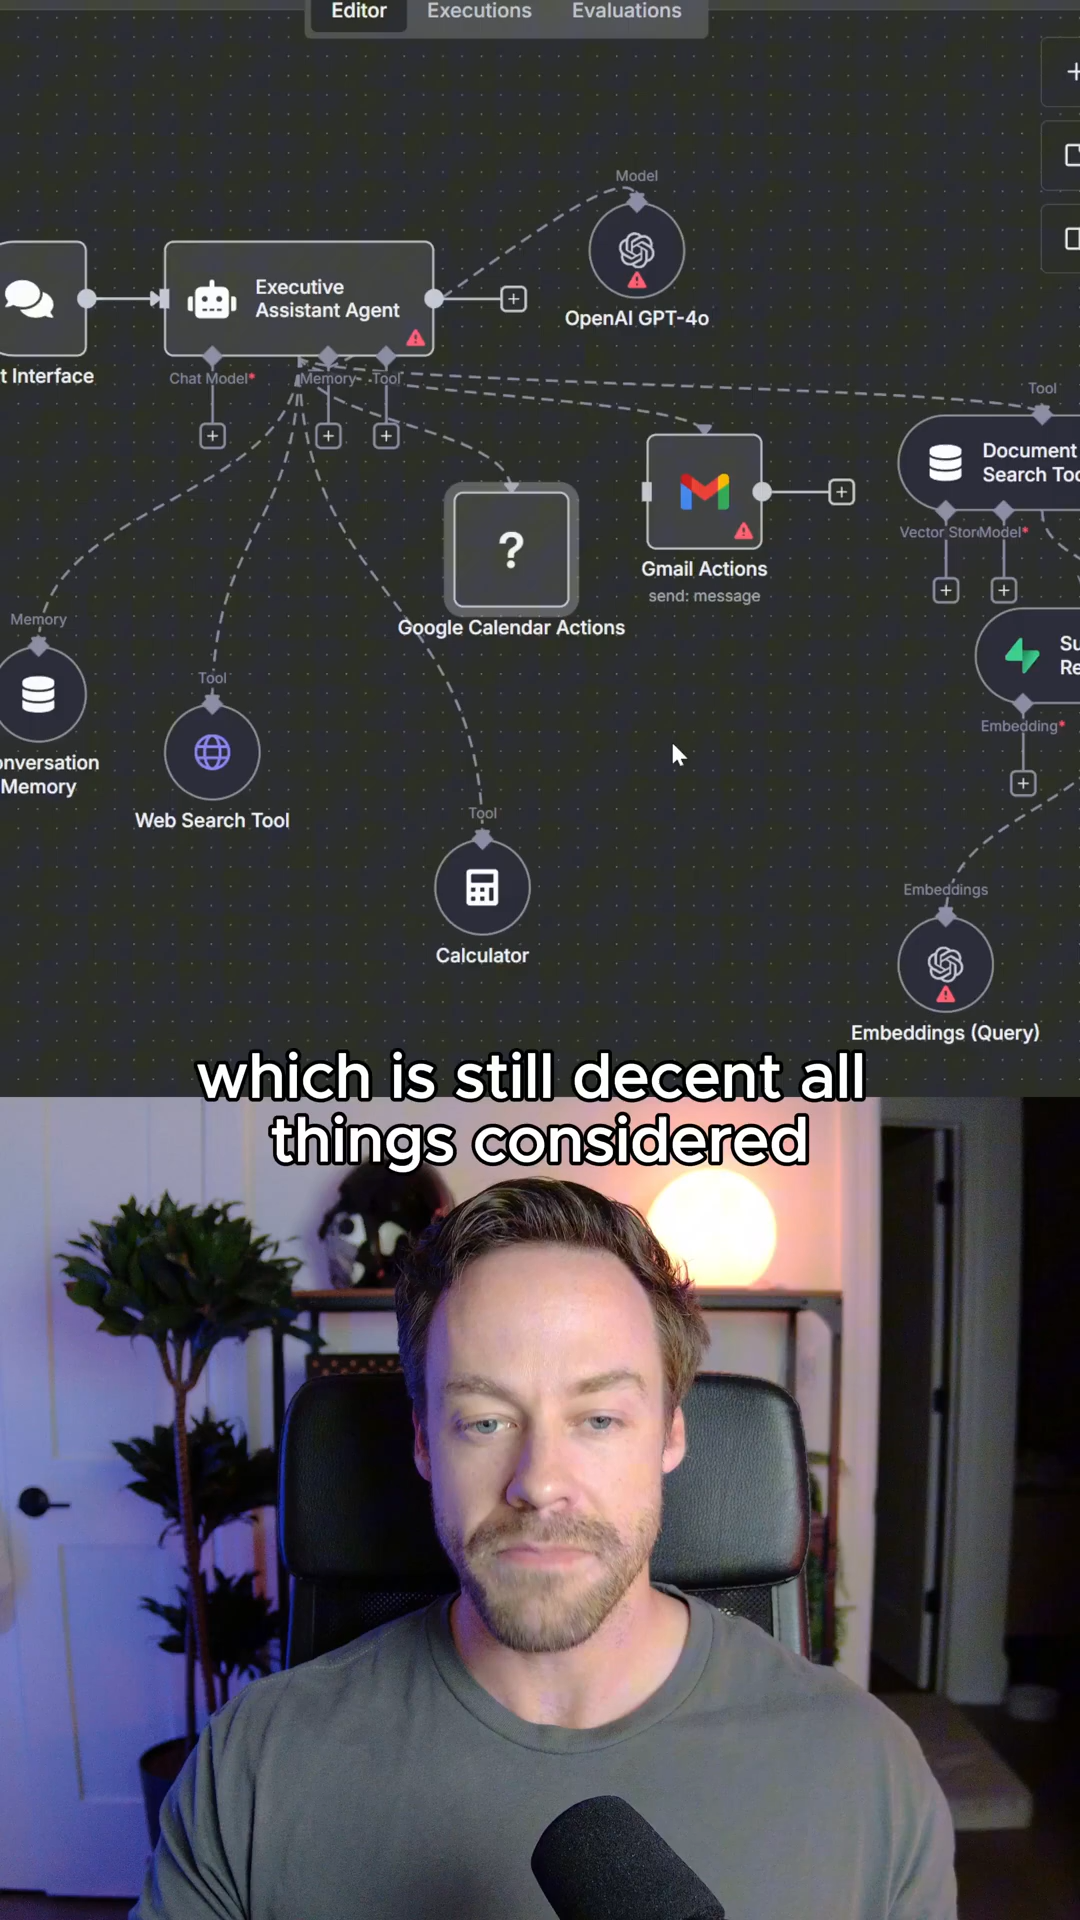 Editor
Executions
Evaluations
Model
OpenAI GPT-4o
Executive
Assistant Agent
t Interface
Chat Model*
Memory
Tool
Tool
Document
Search Too
Vector Stor
Model*
Gmail Actions
send: message
?
Google Calendar Actions
Su
Re
Embedding*
Memory
onversation
Memory
Tool
Web Search Tool
Tool
Calculator
Embeddings
Embeddings (Query)
which is still decent all
things considered